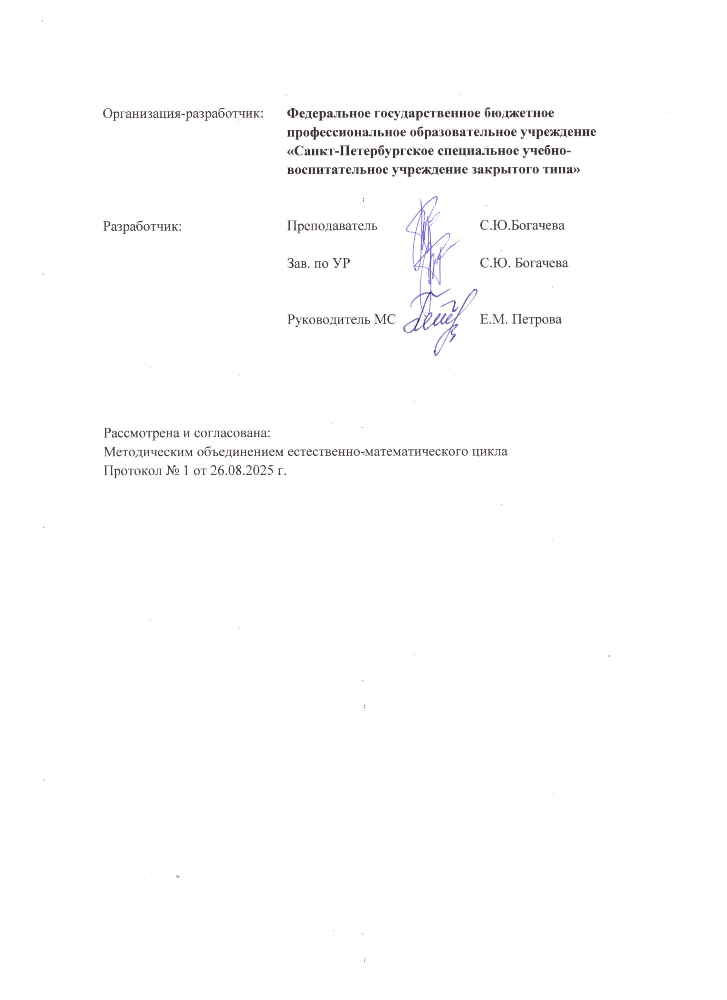 Организация-разработчик: Федеральное государственное бюджетное
профессиональное образовательное учреждение
«Санкт-Петербургское специальное учебно-
воспитательное учреждение закрытого типа»
Разработчик: Преподаватель С.Ю.Богачева
Зав. по УР С.Ю. Богачева
Руководитель МС Е.М. Петрова
Рассмотрена и согласована:
Методическим объединением естественно-математического цикла
Протокол № 1 от 26.08.2025 г.